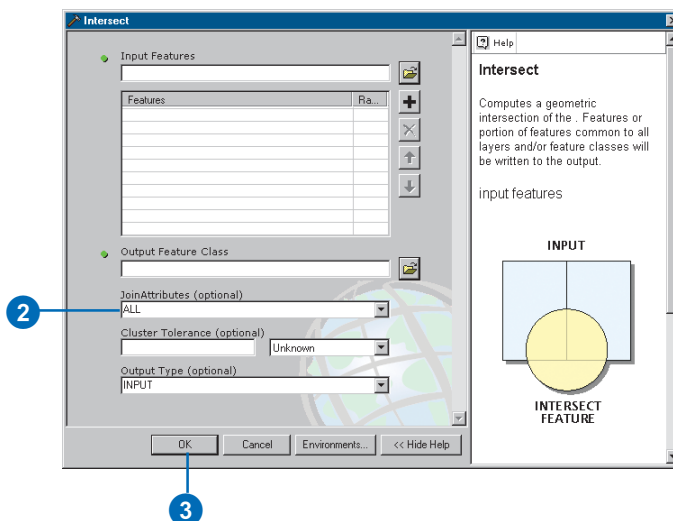 Intersect
Input Features
Features Ra...
Output Feature Class
JoinAttributes (optional)
ALL
Cluster Tolerance (optional)
Unknown
Output Type (optional)
INPUT
OK Cancel Environments... << Hide Help
2
3
Help
Intersect
Computes a geometric
intersection of the . Features or
portion of features common to all
layers and/or feature classes will
be written to the output.
input features
INPUT
INTERSECT
FEATURE